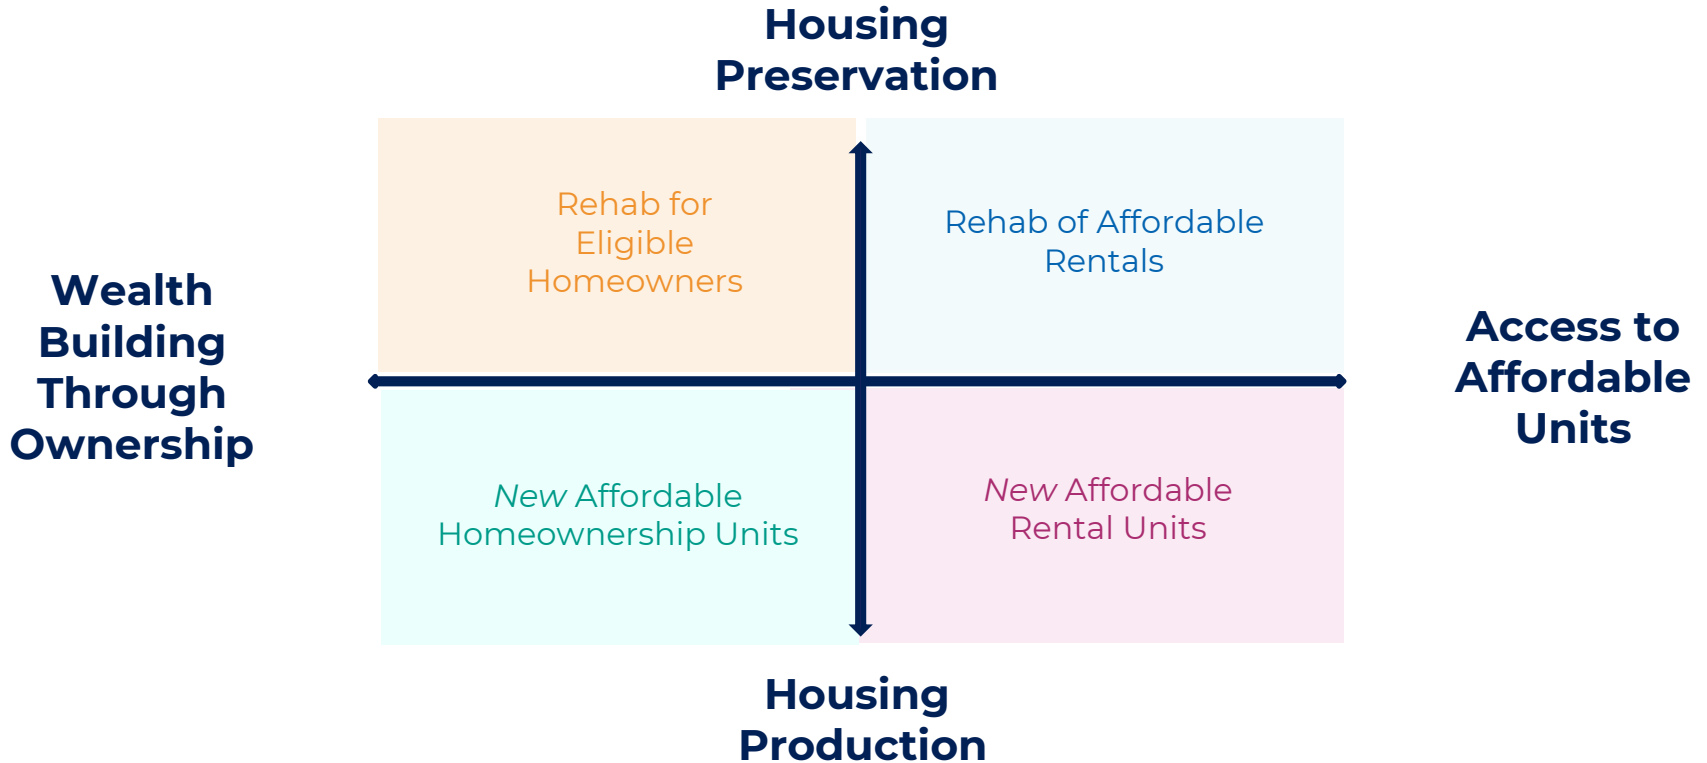 Housing
Preservation
Rehab for
Eligible
Homeowners
Rehab of Affordable
Rentals
Wealth
Building
Through
Ownership
Access to
Affordable
Units
New Affordable
Homeownership Units
New Affordable
Rental Units
Housing
Production